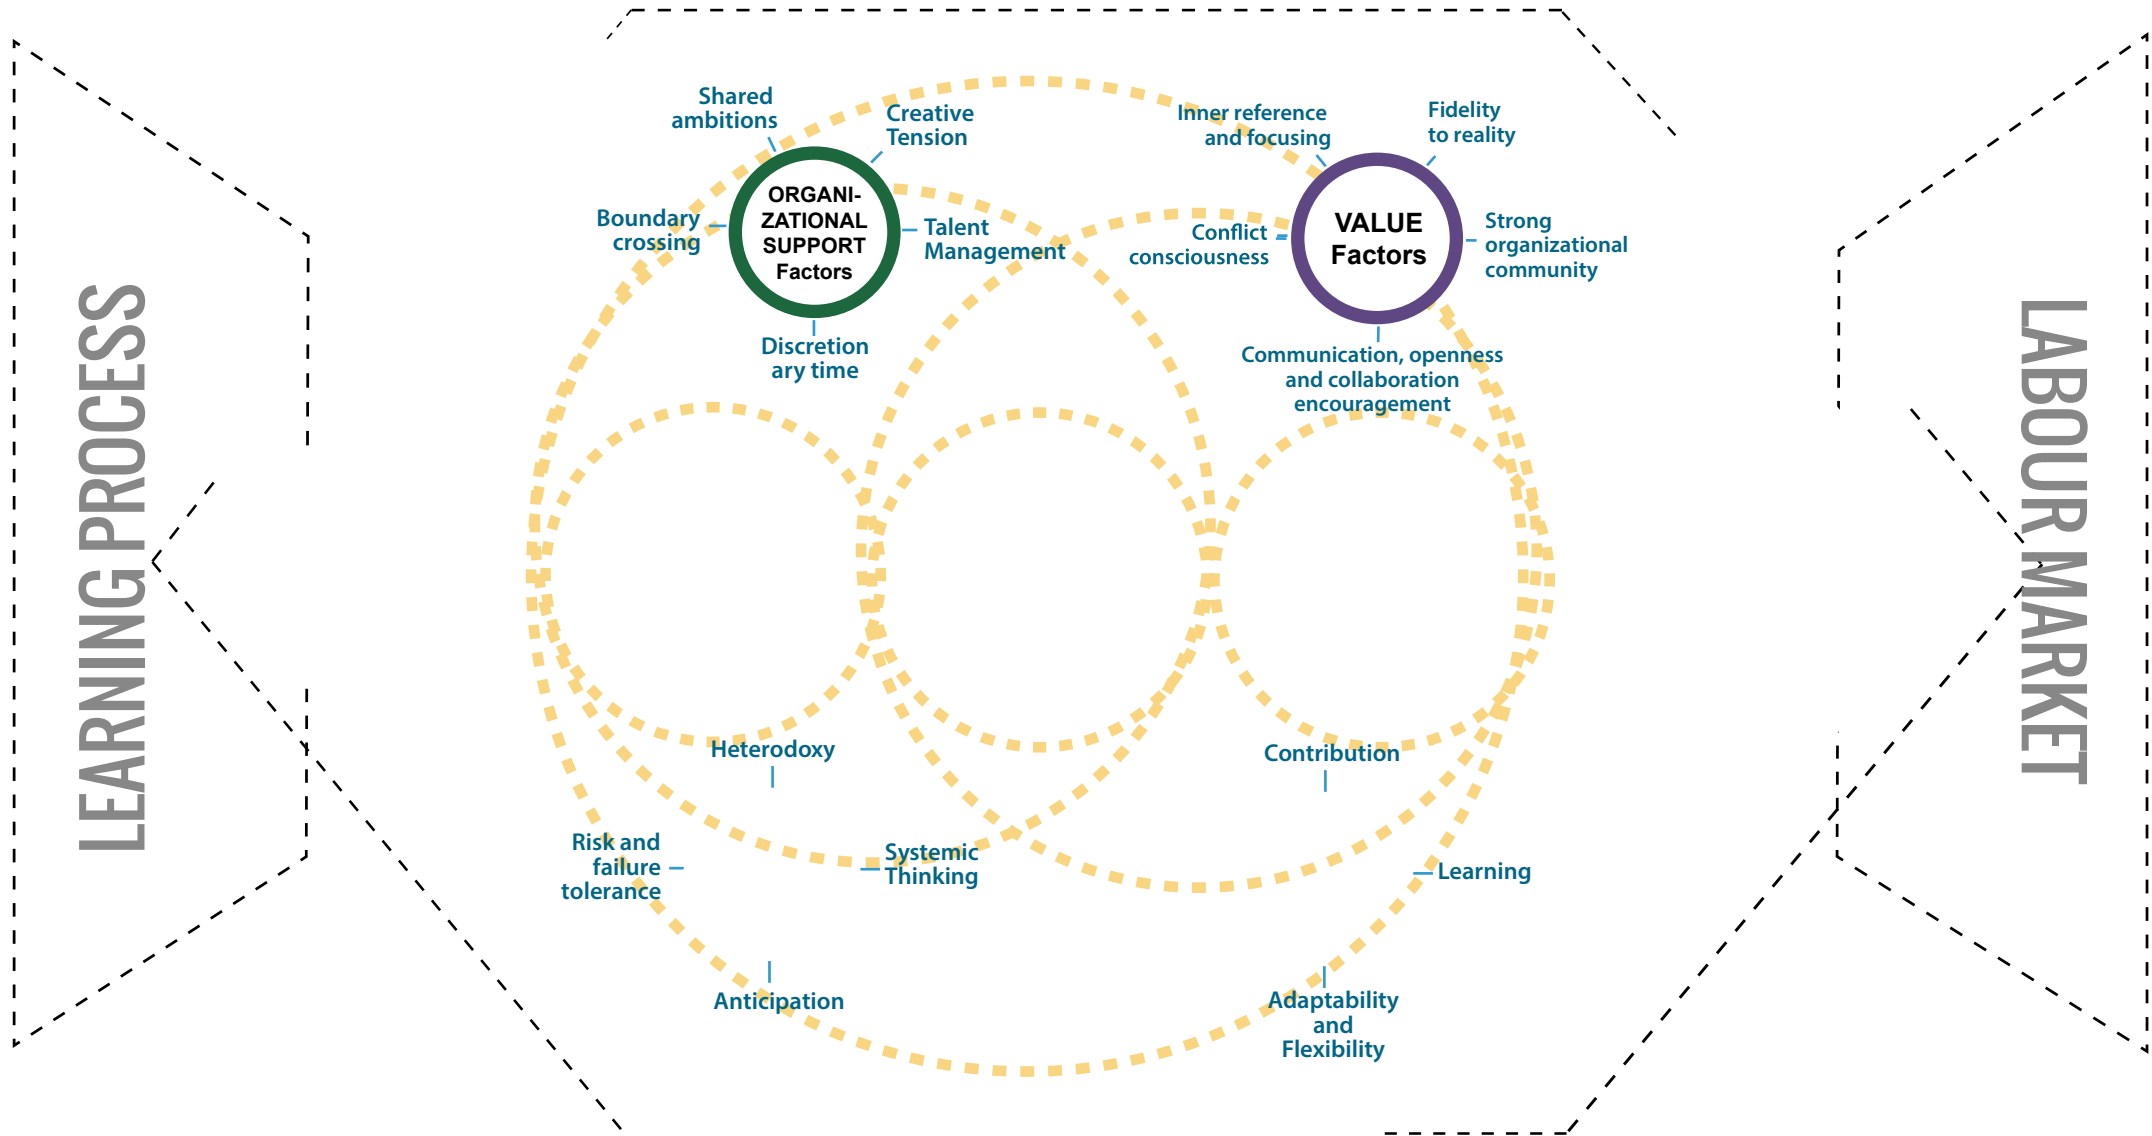 LEARNING PROCESS
Shared
ambitions
Creative
Tension
Boundary
crossing
ORGANI-
ZATIONAL
SUPPORT
Factors
Talent
Management
Discretion
ary time
Inner reference
and focusing
Fidelity
to reality
Conflict
consciousness
VALUE
Factors
Strong
organizational
community
Communication, openness
and collaboration
encouragement
Heterodoxy
Risk and
failure
tolerance
Systemic
Thinking
Anticipation
Contribution
Learning
Adaptability
and
Flexibility
LABOUR MARKET